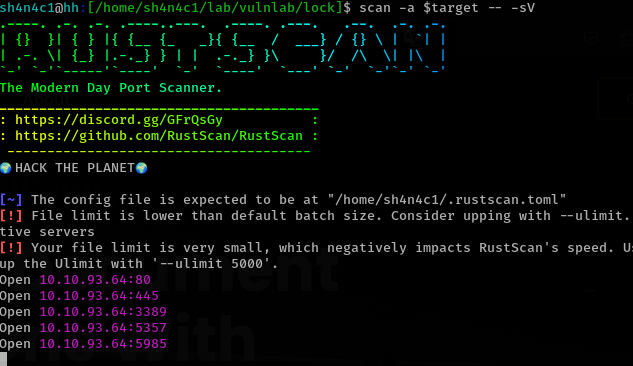 sh4n4c1@hh:[/home/sh4n4c1/lab/vulnlab/lock]$ scan -a $target -- -sV
.----. .-. .-. .----..---.  .----. .---.   .--.  .-. .-.
| {}  }| { } |{ {__ {_   _}{ {__  /  ___} / {} \ |  `| |
| .-. \| {_} |.-._} } | |  .-._} }\     }/  /\  \| |\  |
`-' `-'`-----'`----'  `-'  `----'  `---' `-'  `-'`-' `-'
The Modern Day Port Scanner.
________________________________________
: https://discord.gg/GFrQsGy           :
: https://github.com/RustScan/RustScan :
 --------------------------------------
🌍HACK THE PLANET🌍
[~] The config file is expected to be at "/home/sh4n4c1/.rustscan.toml"
[!] File limit is lower than default batch size. Consider upping with --ulimit.
tive servers
[!] Your file limit is very small, which negatively impacts RustScan's speed. Us
up the Ulimit with '--ulimit 5000'.
Open 10.10.93.64:80
Open 10.10.93.64:445
Open 10.10.93.64:3389
Open 10.10.93.64:5357
Open 10.10.93.64:5985